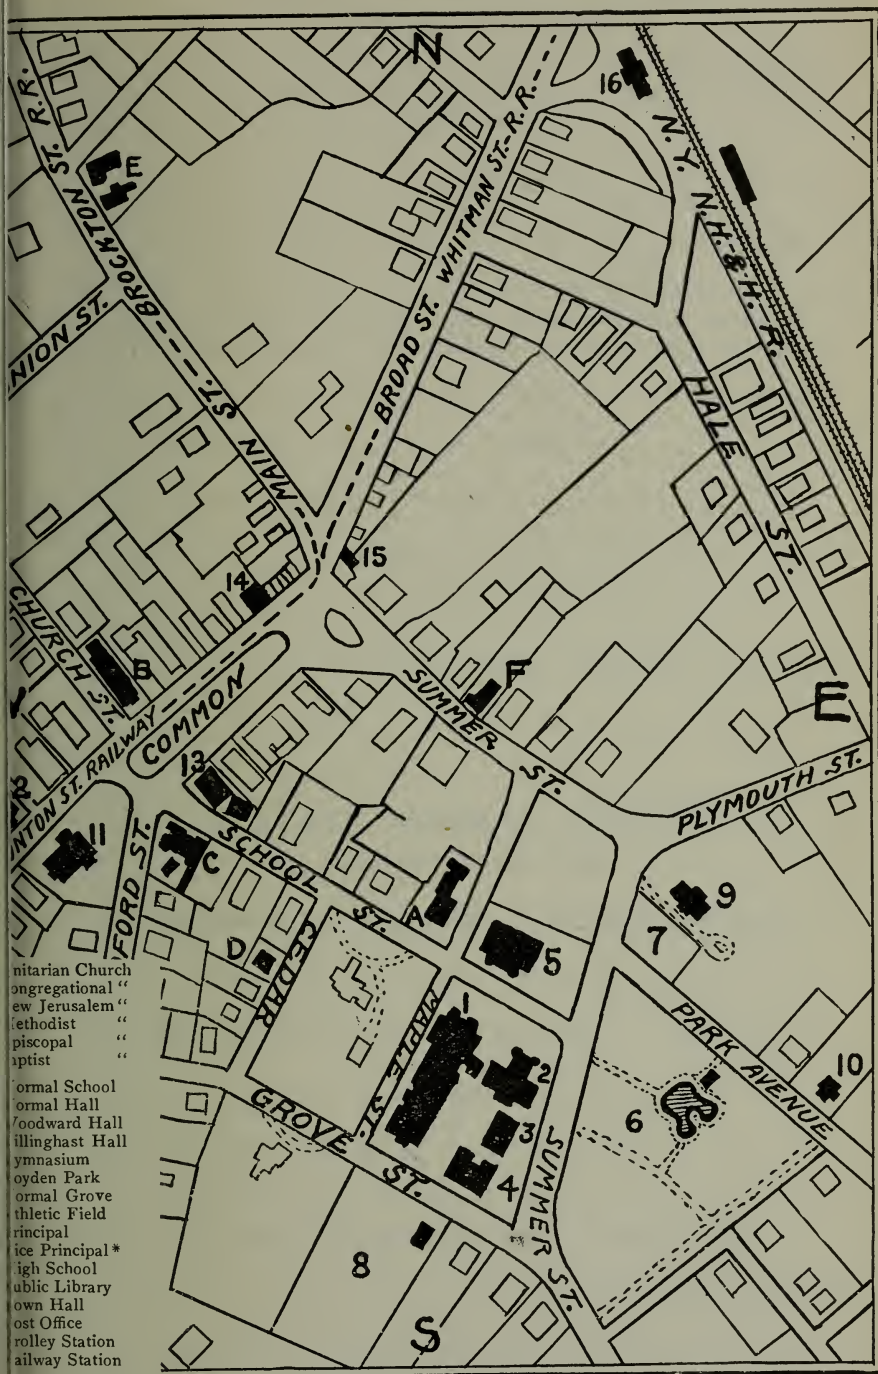 N
16
N. Y. N. H. & H. R.
R. R.
BROCKTON ST.
E
WHITMAN ST. R. R.
BROAD ST.
NION ST.
MAIN ST.
HALE ST.
15
14
CHURCH ST.
B
COMMON
NTON ST. RAILWAY
SUMMER ST.
F
E
PLYMOUTH ST.
13
11
FORD ST.
C
SCHOOL ST.
A
D
CEDAR
5
9
7
PARK AVENUE
10
MAPLE ST.
1
2
3
4
6
GROVE ST.
SUMMER ST.
8
S
nitarian Church
ongregational “
ew Jerusalem “
ethodist “
piscopal “
aptist “
ormal School
ormal Hall
oodward Hall
illinghast Hall
ymnasium
oyden Park
ormal Grove
thletic Field
rincipal
ice Principal*
igh School
ublic Library
own Hall
ost Office
rolley Station
ailway Station